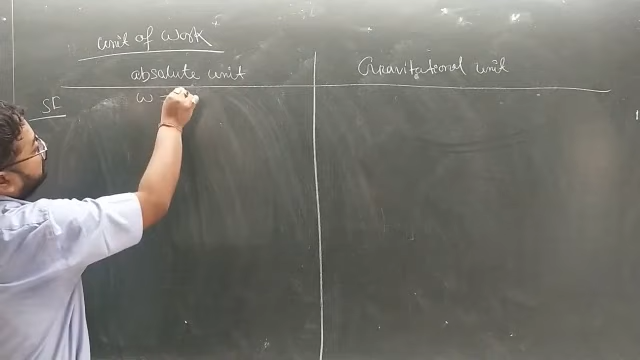 unit of work
absolute unit
Gravitational unit
SI
W